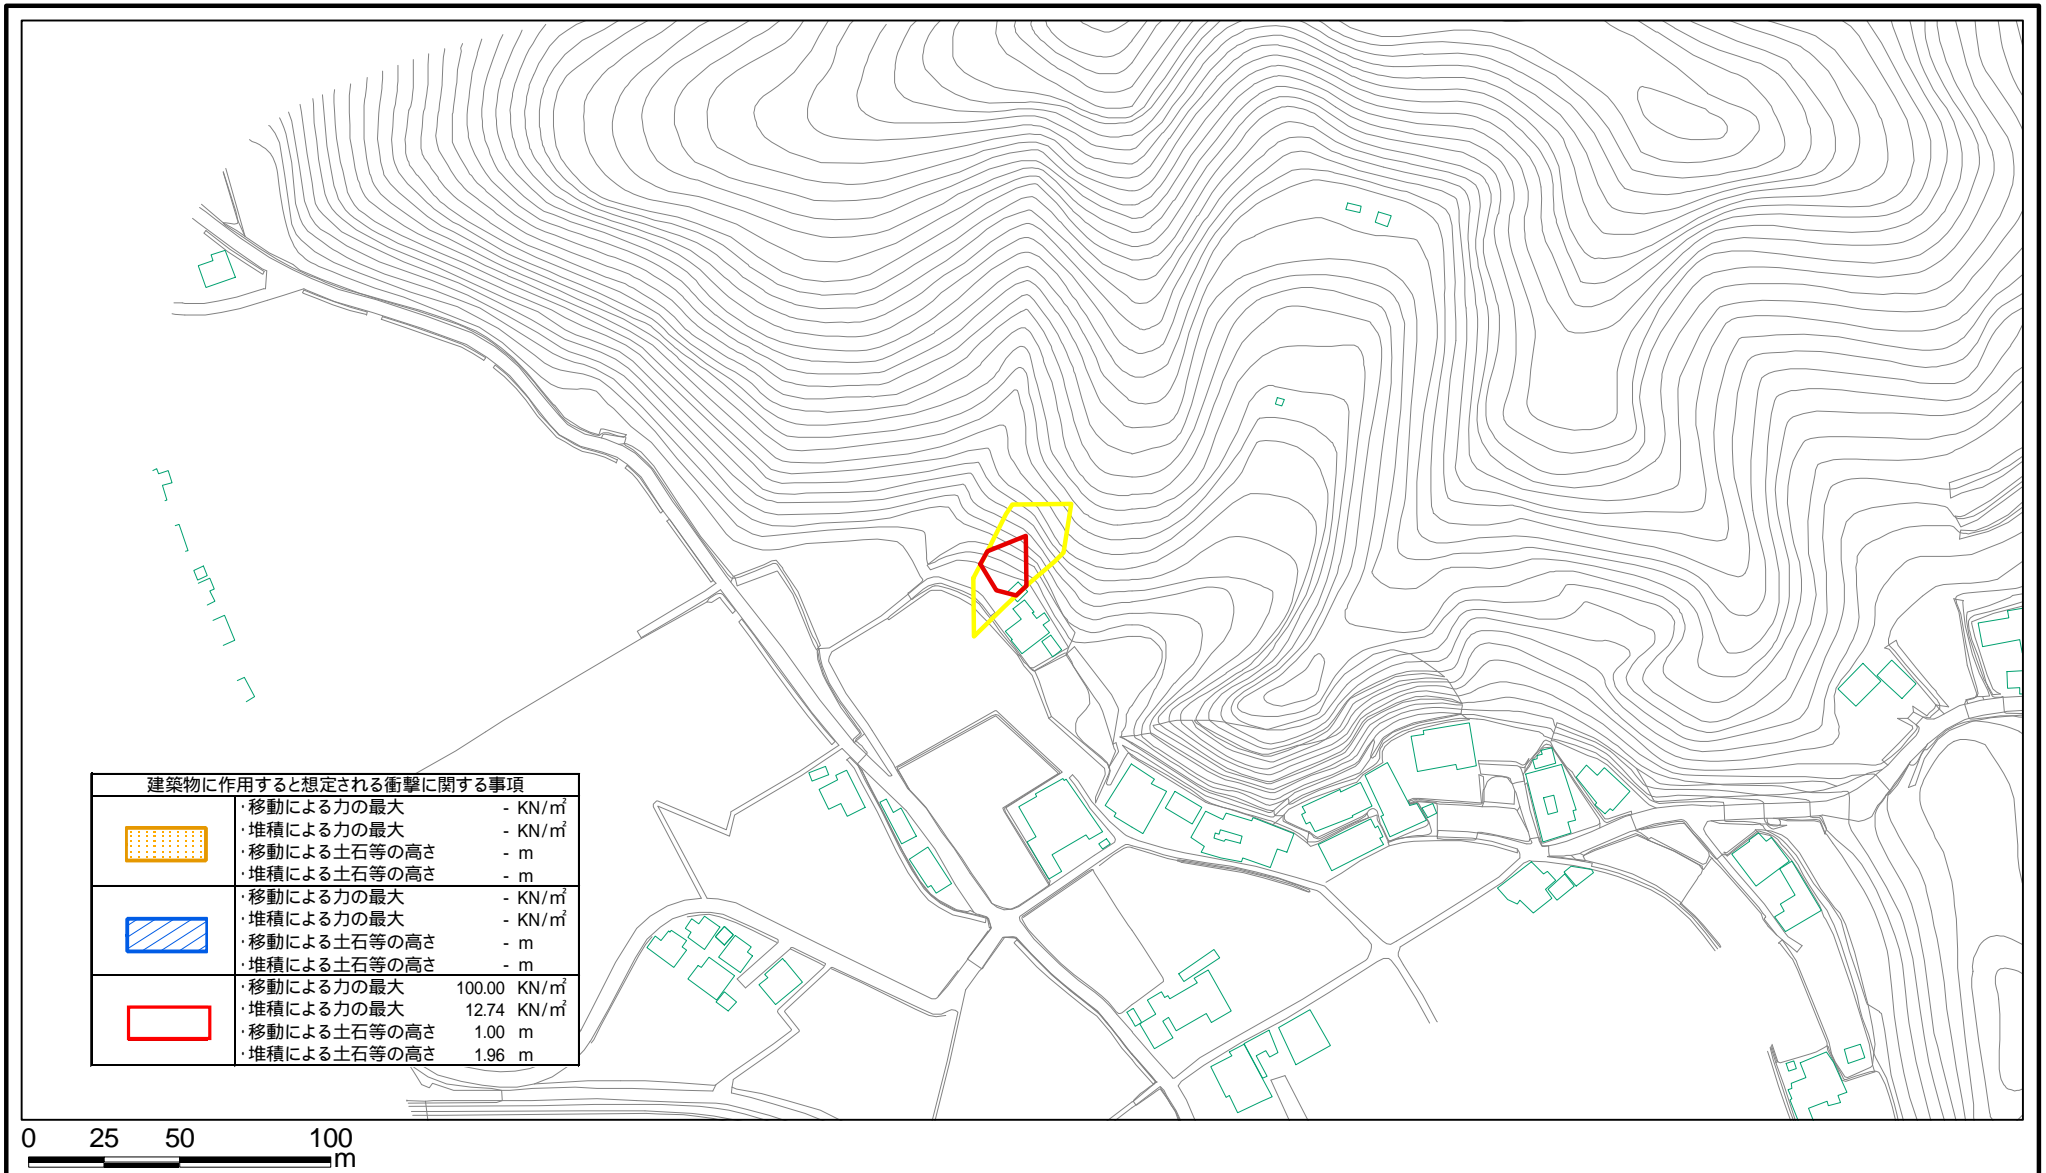 建築物に作用すると想定される衝撃に関する事項
・移動による力の最大 - KN/㎡
・堆積による力の最大 - KN/㎡
・移動による土石等の高さ - m
・堆積による土石等の高さ - m
・移動による力の最大 - KN/㎡
・堆積による力の最大 - KN/㎡
・移動による土石等の高さ - m
・堆積による土石等の高さ - m
・移動による力の最大 100.00 KN/㎡
・堆積による力の最大 12.74 KN/㎡
・移動による土石等の高さ 1.00 m
・堆積による土石等の高さ 1.96 m
0 25 50 100
m